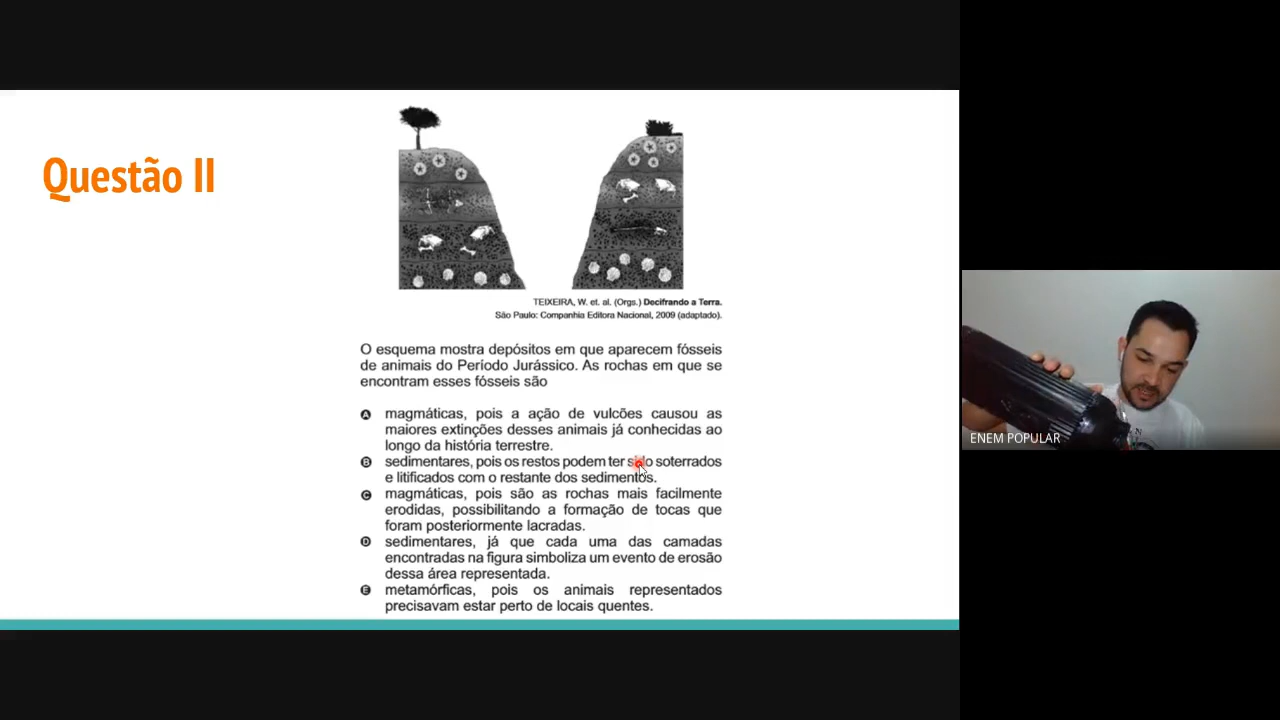 Questão II
TEIXEIRA, W. et. al. (Orgs.) Decifrando a Terra.
São Paulo: Companhia Editora Nacional, 2009 (adaptado).
O esquema mostra depósitos em que aparecem fósseis
de animais do Período Jurássico. As rochas em que se
encontram esses fósseis são
A magmáticas, pois a ação de vulcões causou as
maiores extinções desses animais já conhecidas ao
longo da história terrestre.
B sedimentares, pois os restos podem ter sido soterrados
e litificados com o restante dos sedimentos.
C magmáticas, pois são as rochas mais facilmente
erodidas, possibilitando a formação de tocas que
foram posteriormente lacradas.
D sedimentares, já que cada uma das camadas
encontradas na figura simboliza um evento de erosão
dessa área representada.
E metamórficas, pois os animais representados
precisavam estar perto de locais quentes.
ENEM POPULAR